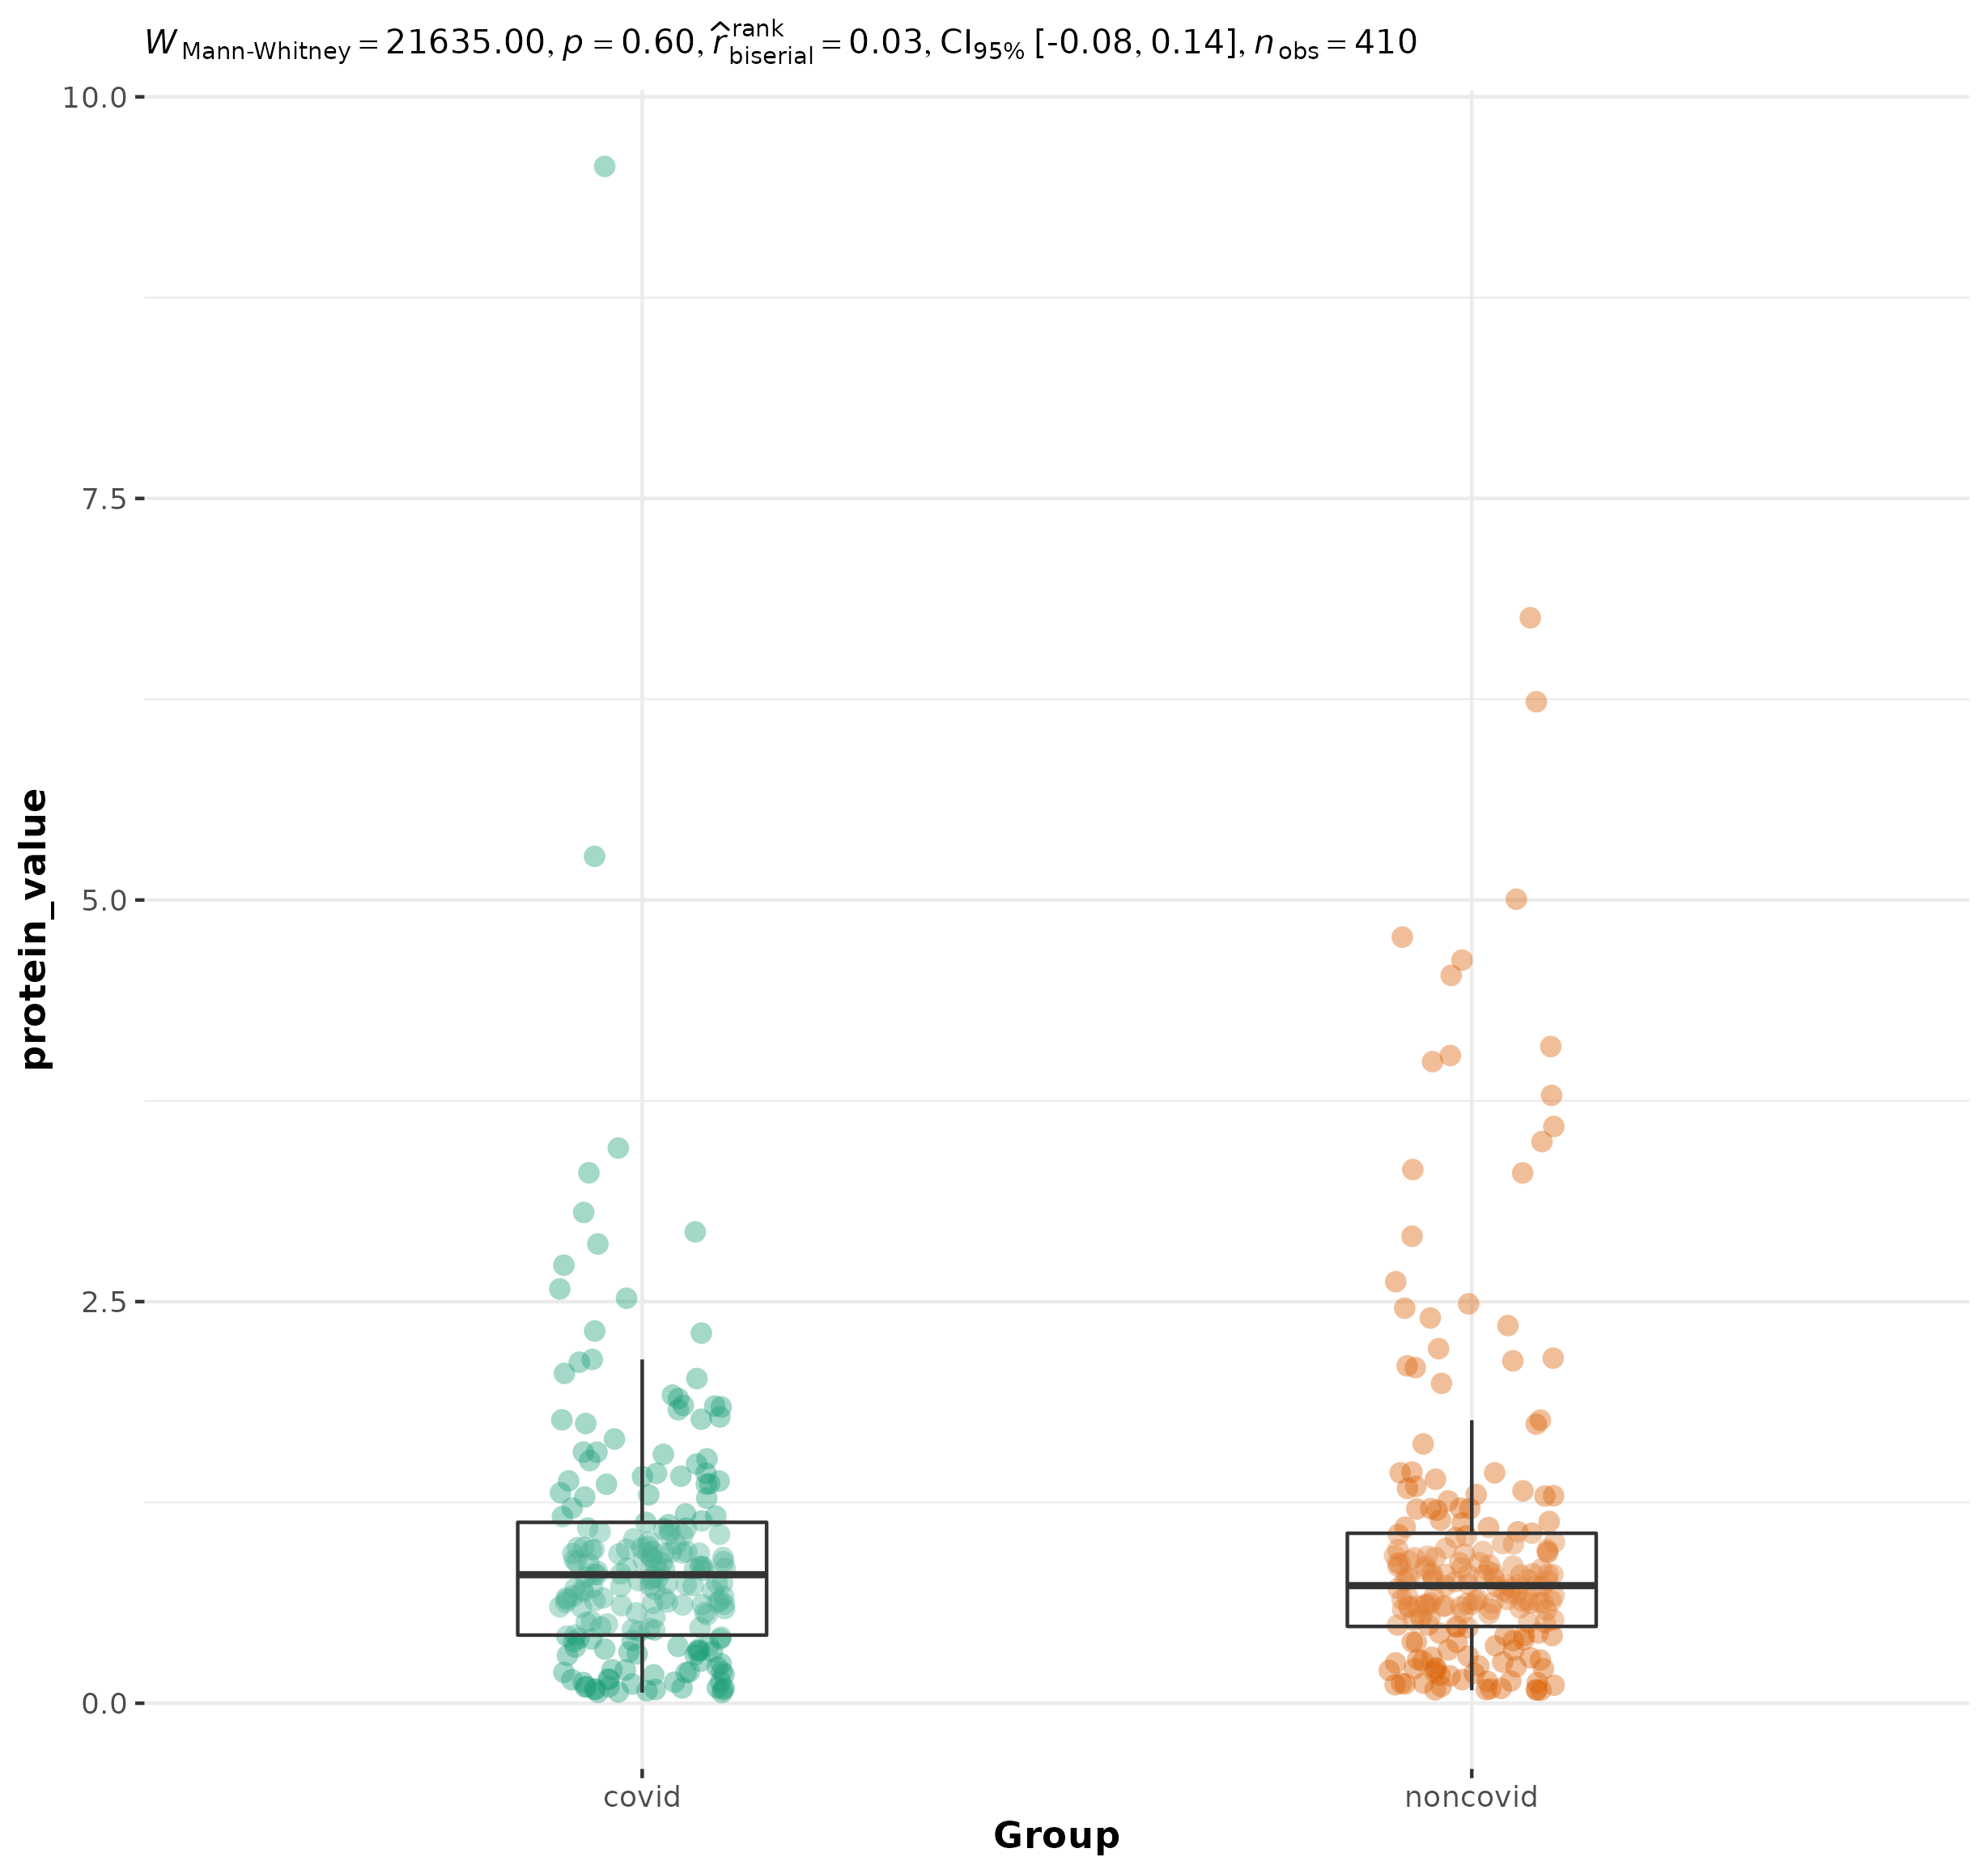 W Mann-Whitney = 21635.00, p = 0.60, r̂ rank biserial = 0.03, CI95% [-0.08, 0.14], n obs = 410
10.0
7.5
5.0
2.5
0.0
protein_value
covid noncovid
Group